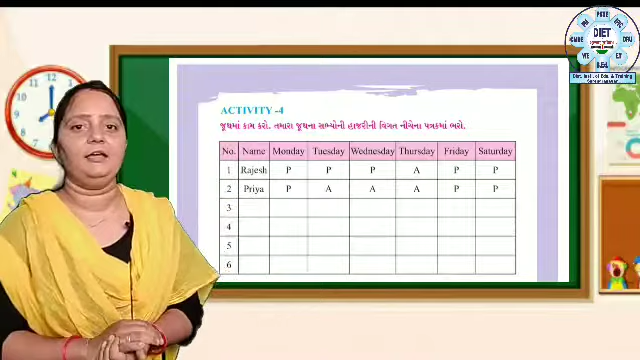 DIET
B.Ed.
ACTIVITY -4
જૂથમાં કામ કરો. તમારા જૂથના સભ્યોની હાજરીની વિગત નીચેના પત્રકમાં ભરો.
No. Name Monday Tuesday Wednesday Thursday Friday Saturday
1 Rajesh P P P A P P
2 Priya P A A A P P
3
4
5
6